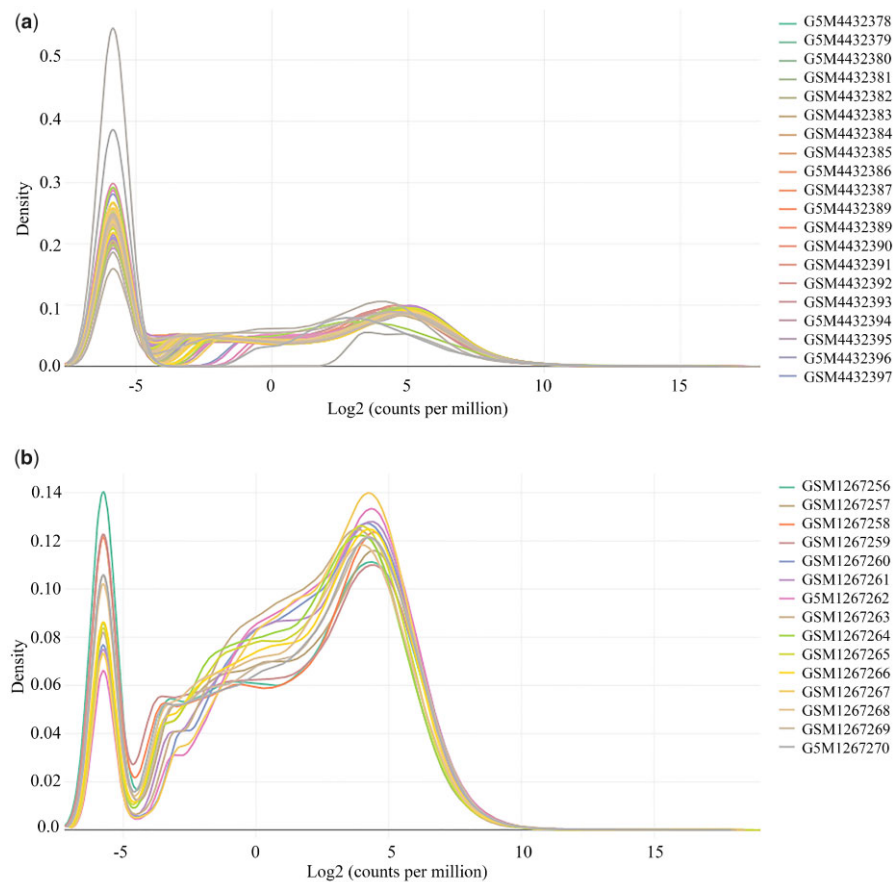 (a)
0.5
0.4
0.3
0.2
0.1
0.0
Density
-5
0
5
10
15
Log2 (counts per million)
G5M4432378
G5M4432379
G5M4432380
GSM4432381
GSM4432382
GSM4432383
GSM4432384
GSM4432385
G5M4432386
GSM4432387
G5M4432389
GSM4432389
GSM4432390
GSM4432391
GSM4432392
GSM4432393
G5M4432394
GSM4432395
G5M4432396
GSM4432397
(b)
0.14
0.12
0.10
0.08
0.06
0.04
0.02
0.0
Density
-5
0
5
10
15
Log2 (counts per million)
GSM1267256
GSM1267257
GSM1267258
GSM1267259
GSM1267260
GSM1267261
G5M1267262
GSM1267263
GSM1267264
GSM1267265
GSM1267266
GSM1267267
GSM1267268
GSM1267269
G5M1267270